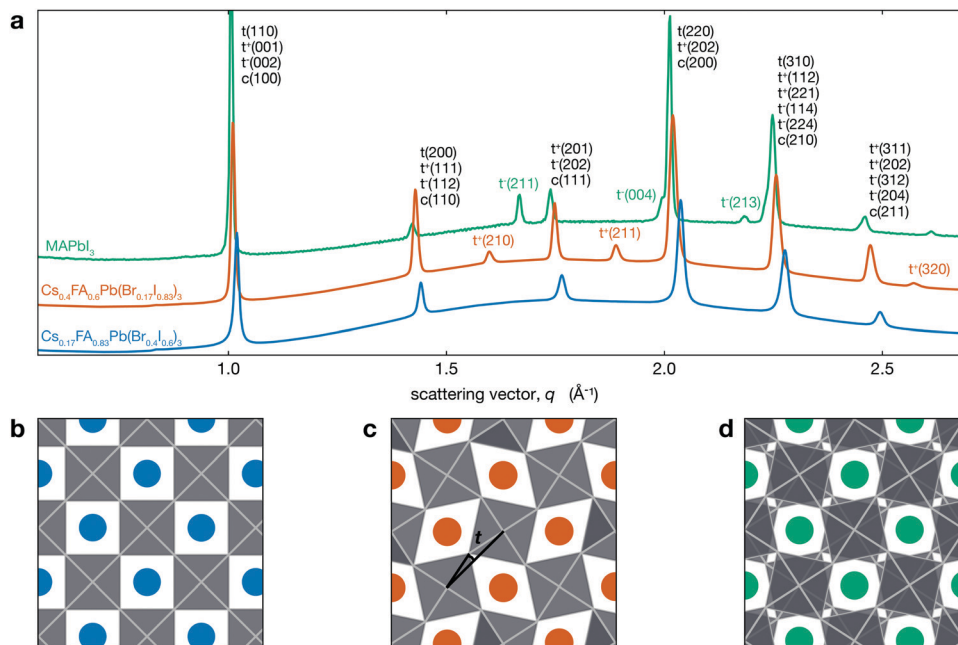 a
t(110)
t⁺(001)
t⁻(002)
c(100)
t(200)
t⁺(111)
t⁻(112)
c(110)
t⁻(211)
t⁺(201)
t⁻(202)
c(111)
t⁻(004)
t(220)
t⁺(202)
c(200)
t⁻(213)
t(310)
t⁺(112)
t⁺(221)
t⁻(114)
t⁻(224)
c(210)
t⁺(311)
t⁺(202)
t⁻(312)
t⁻(204)
c(211)
MAPbI₃
t⁺(210)
t⁺(211)
t⁺(320)
Cs₀.₄FA₀.₆Pb(Br₀.₁₇I₀.₈₃)₃
Cs₀.₁₇FA₀.₈₃Pb(Br₀.₄I₀.₆)₃
1.0 1.5 2.0 2.5
scattering vector, q (Å⁻¹)
b c d
t